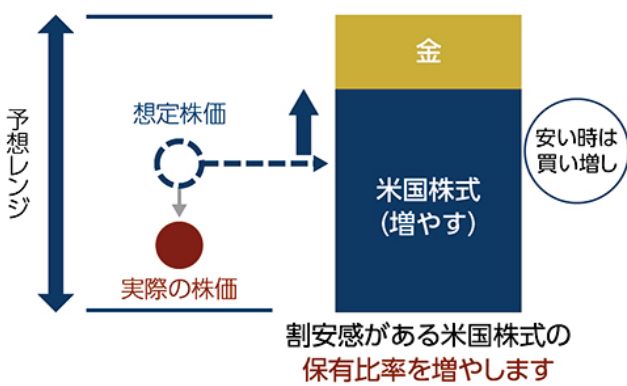 予想レンジ
想定株価
実際の株価
金
米国株式
(増やす)
安い時は
買い増し
割安感がある米国株式の
保有比率を増やします